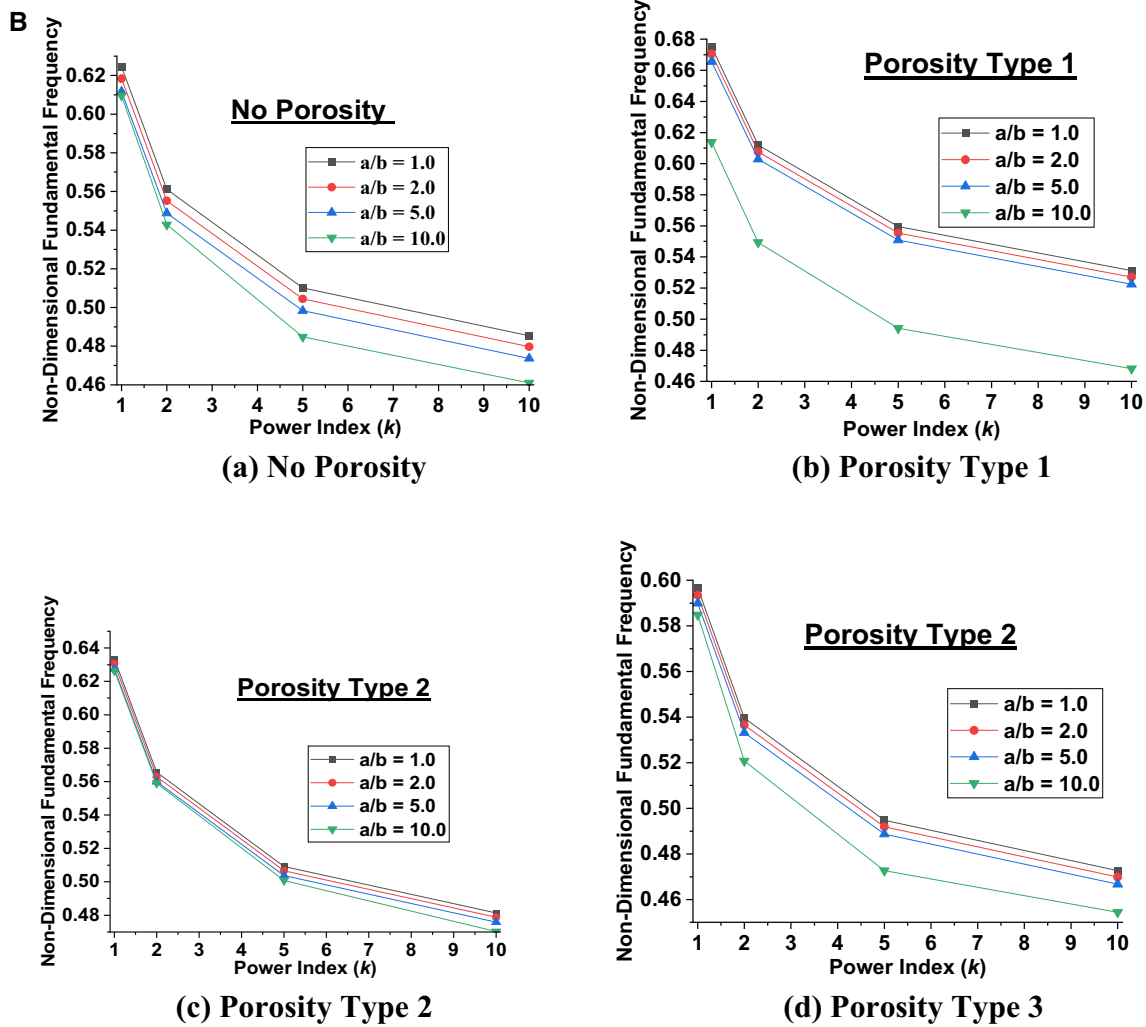 B
Non-Dimensional Fundamental Frequency
0.62
0.60
0.58
0.56
0.54
0.52
0.50
0.48
0.46
No Porosity
a/b = 1.0
a/b = 2.0
a/b = 5.0
a/b = 10.0
1 2 3 4 5 6 7 8 9 10
Power Index (k)
(a) No Porosity
Non-Dimensional Fundamental Frequency
0.68
0.66
0.64
0.62
0.60
0.58
0.56
0.54
0.52
0.50
0.48
0.46
Porosity Type 1
a/b = 1.0
a/b = 2.0
a/b = 5.0
a/b = 10.0
1 2 3 4 5 6 7 8 9 10
Power Index (k)
(b) Porosity Type 1
Non-Dimensional Fundamental Frequency
0.64
0.62
0.60
0.58
0.56
0.54
0.52
0.50
0.48
Porosity Type 2
a/b = 1.0
a/b = 2.0
a/b = 5.0
a/b = 10.0
1 2 3 4 5 6 7 8 9 10
Power Index (k)
(c) Porosity Type 2
Non-Dimensional Fundamental Frequency
0.60
0.58
0.56
0.54
0.52
0.50
0.48
0.46
Porosity Type 2
a/b = 1.0
a/b = 2.0
a/b = 5.0
a/b = 10.0
1 2 3 4 5 6 7 8 9 10
Power Index (k)
(d) Porosity Type 3